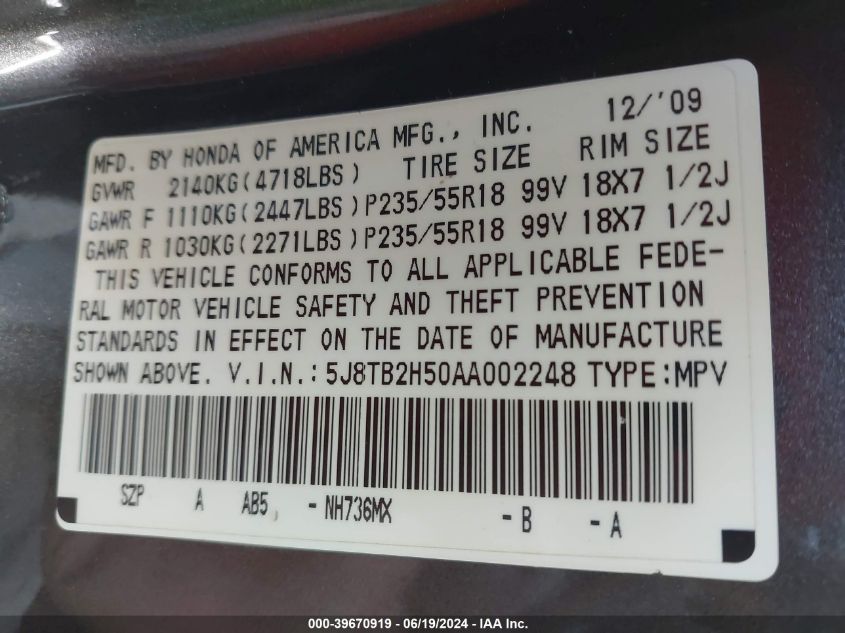 MFD. BY HONDA OF AMERICA MFG., INC. 12/'09
GVWR 2140KG(4718LBS) TIRE SIZE RIM SIZE
GAWR F 1110KG(2447LBS)P235/55R18 99V 18X7 1/2J
GAWR R 1030KG(2271LBS)P235/55R18 99V 18X7 1/2J
THIS VEHICLE CONFORMS TO ALL APPLICABLE FEDE-
RAL MOTOR VEHICLE SAFETY AND THEFT PREVENTION
STANDARDS IN EFFECT ON THE DATE OF MANUFACTURE
SHOWN ABOVE. V.I.N.: 5J8TB2H50AA002248 TYPE:MPV
SZP A AB5 - NH736MX - B - A
000-39670919 - 06/19/2024 - IAA Inc.